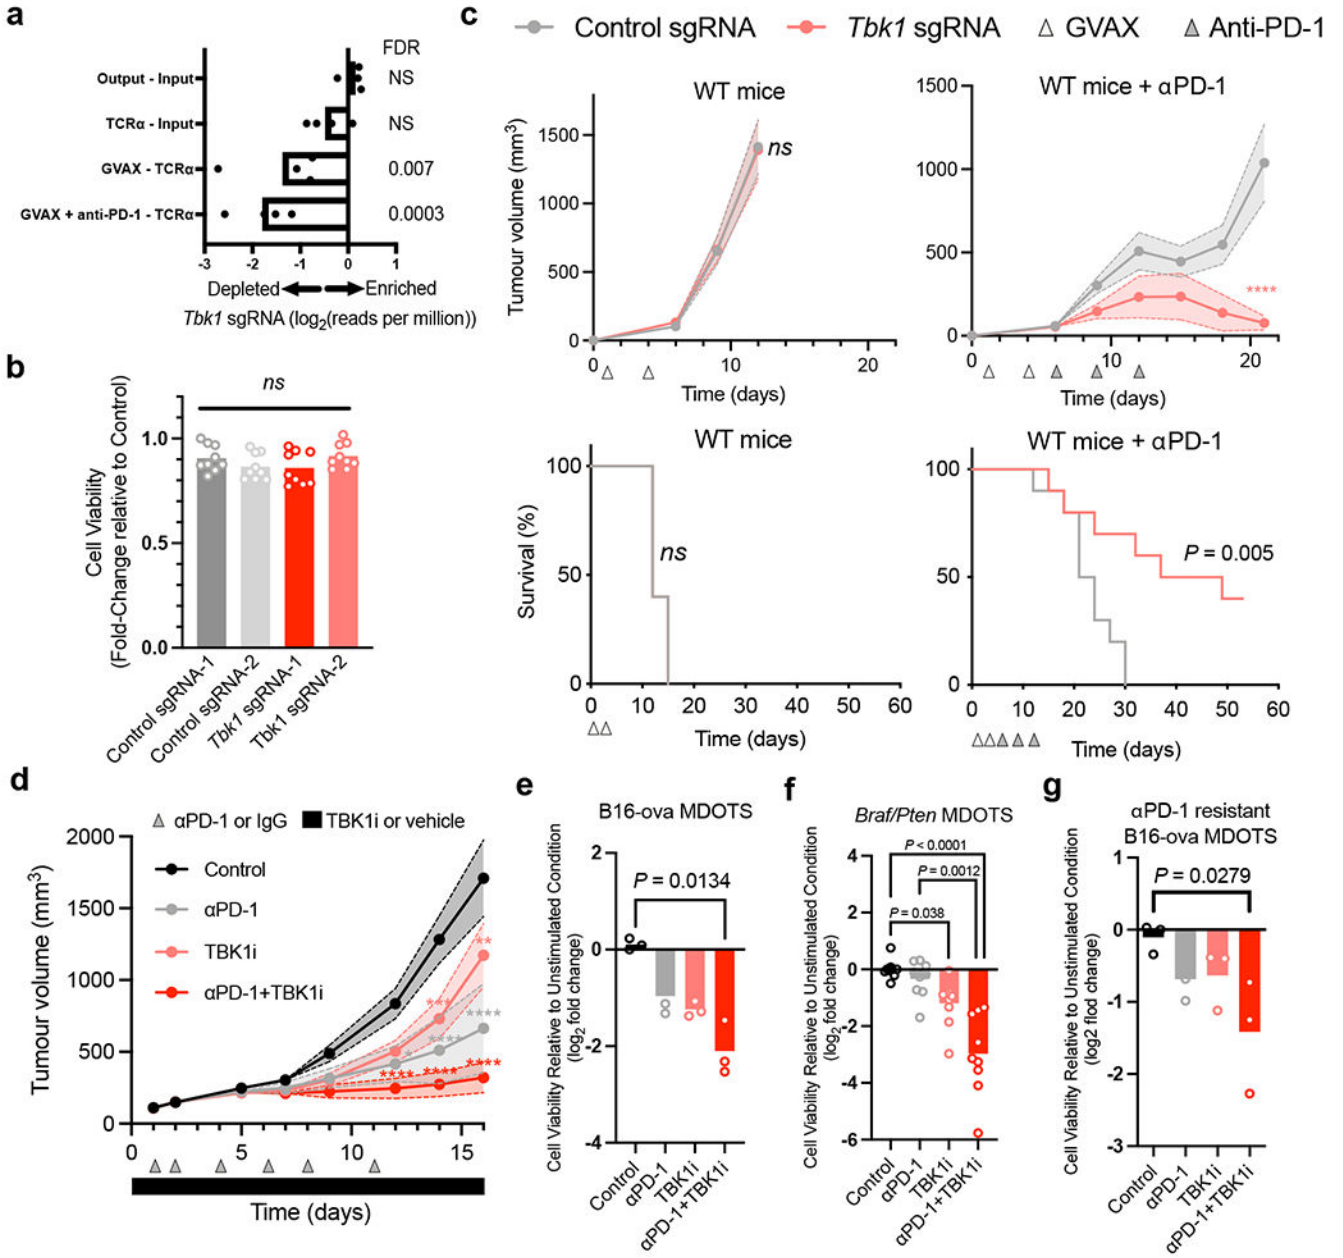 a
FDR
Output - Input
NS
TCRα - Input
NS
GVAX - TCRα
0.007
GVAX + anti-PD-1 - TCRα
0.0003
-3 -2 -1 0 1
Depleted Enriched
Tbk1 sgRNA (log2(reads per million))
b
ns
Cell Viability
(Fold-Change relative to Control)
1.0
0.5
0.0
Control sgRNA-1
Control sgRNA-2
Tbk1 sgRNA-1
Tbk1 sgRNA-2
c
Control sgRNA Tbk1 sgRNA GVAX Anti-PD-1
WT mice
Tumour volume (mm3)
1500
1000
500
0
ns
0 10 20
Time (days)
WT mice + αPD-1
1500
1000
500
0
****
0 10 20
Time (days)
WT mice
Survival (%)
100
50
0
ns
0 10 20 30 40 50 60
Time (days)
WT mice + αPD-1
100
50
0
P = 0.005
0 10 20 30 40 50 60
Time (days)
d
αPD-1 or IgG TBK1i or vehicle
Control
αPD-1
TBK1i
αPD-1+TBK1i
Tumour volume (mm3)
2000
1500
1000
500
0
**
***
****
****
*
****
****
****
0 5 10 15
Time (days)
e
B16-ova MDOTS
P = 0.0134
Cell Viability Relative to Unstimulated Condition
(log2 fold change)
2
0
-2
-4
Control
αPD-1
TBK1i
αPD-1+TBK1i
f
Braf/Pten MDOTS
P < 0.0001
P = 0.0012
P = 0.038
Cell Viability Relative to Unstimulated Condition
(log2 fold change)
4
2
0
-2
-4
-6
Control
αPD-1
TBK1i
αPD-1+TBK1i
g
αPD-1 resistant
B16-ova MDOTS
P = 0.0279
Cell Viability Relative to Unstimulated Condition
(log2 flod change)
1
0
-1
-2
-3
Control
αPD-1
TBK1i
αPD-1+TBK1i